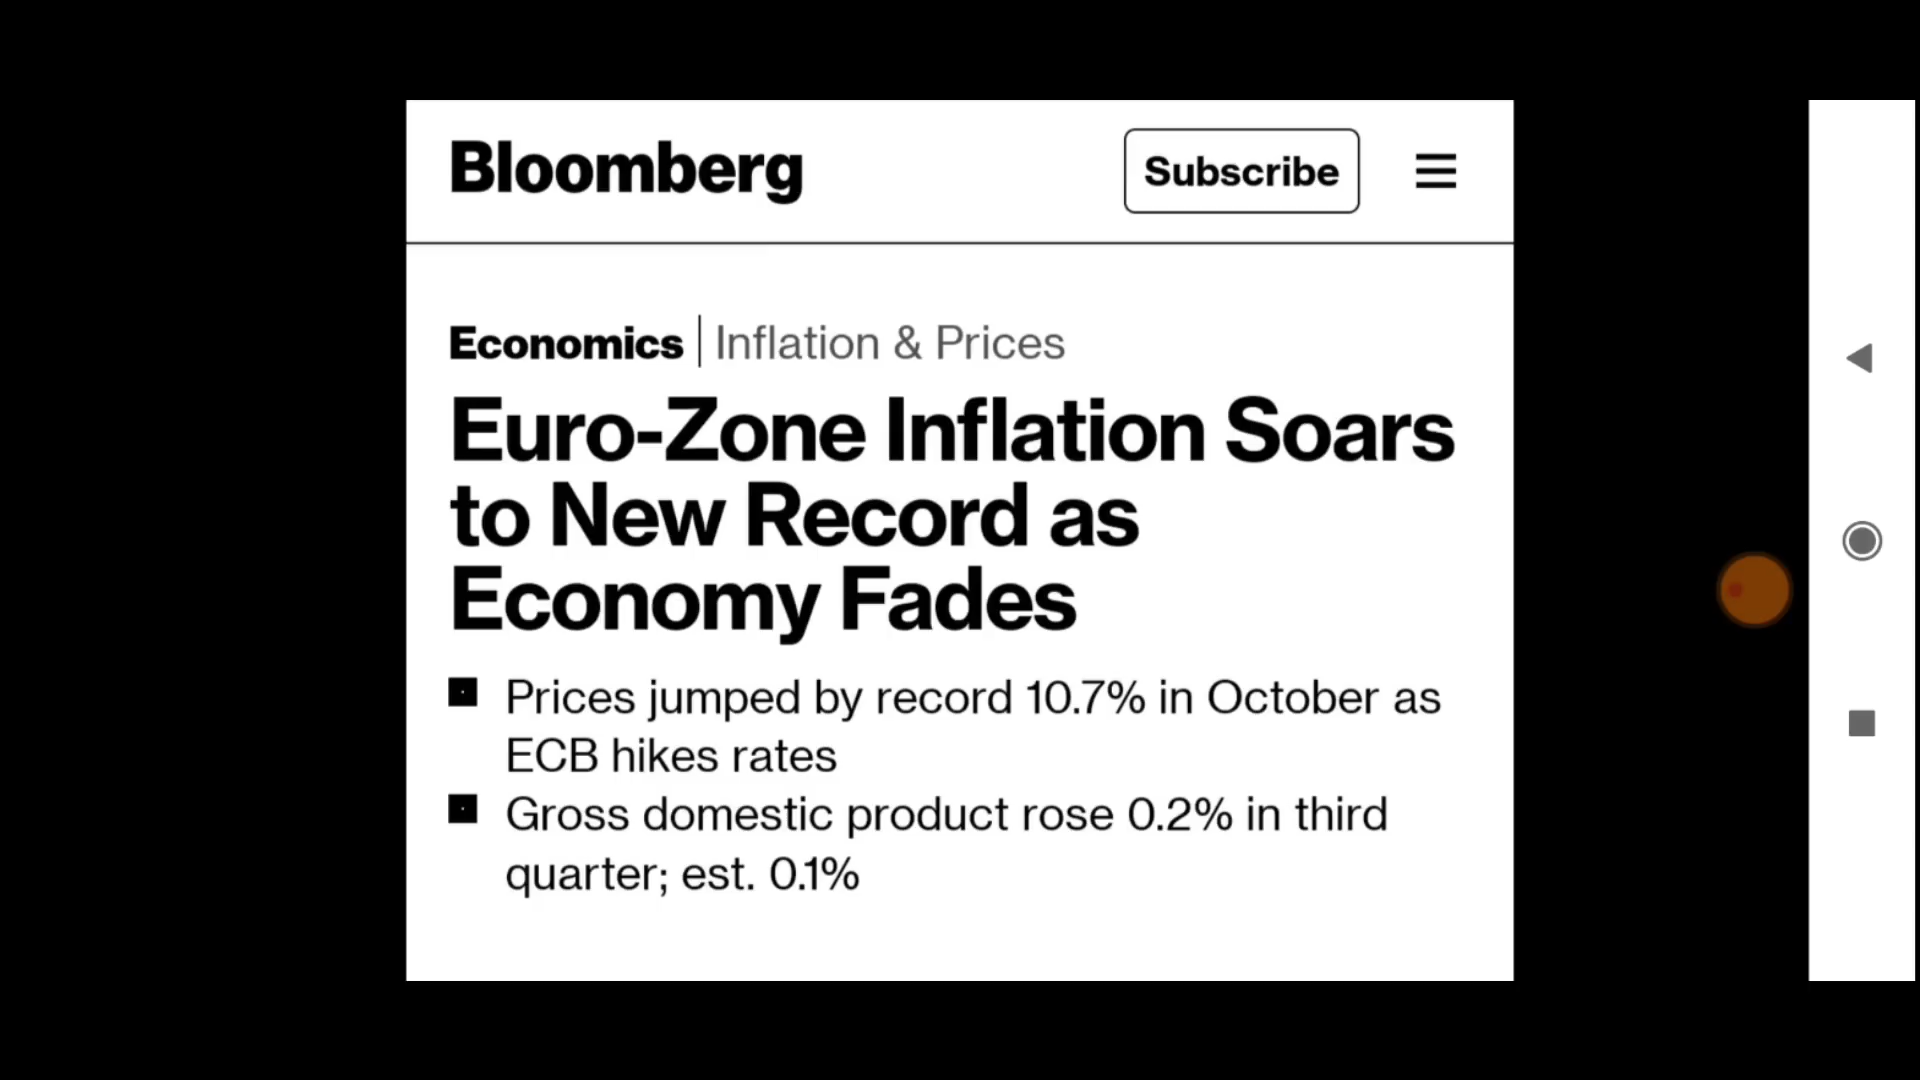 Bloomberg
Subscribe
Economics | Inflation & Prices
Euro-Zone Inflation Soars
to New Record as
Economy Fades
Prices jumped by record 10.7% in October as
ECB hikes rates
Gross domestic product rose 0.2% in third
quarter; est. 0.1%